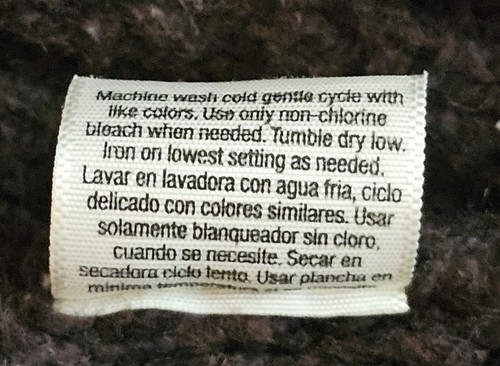 Machine wash cold gentle cycle with
like colors. Use only non-chlorine
bleach when needed. Tumble dry low.
Iron on lowest setting as needed.
Lavar en lavadora con agua fria, ciclo
delicado con colores similares. Usar
solamente blanqueador sin cloro,
cuando se necesite. Secar en
secadora ciclo lento. Usar plancha en
minima temperatura